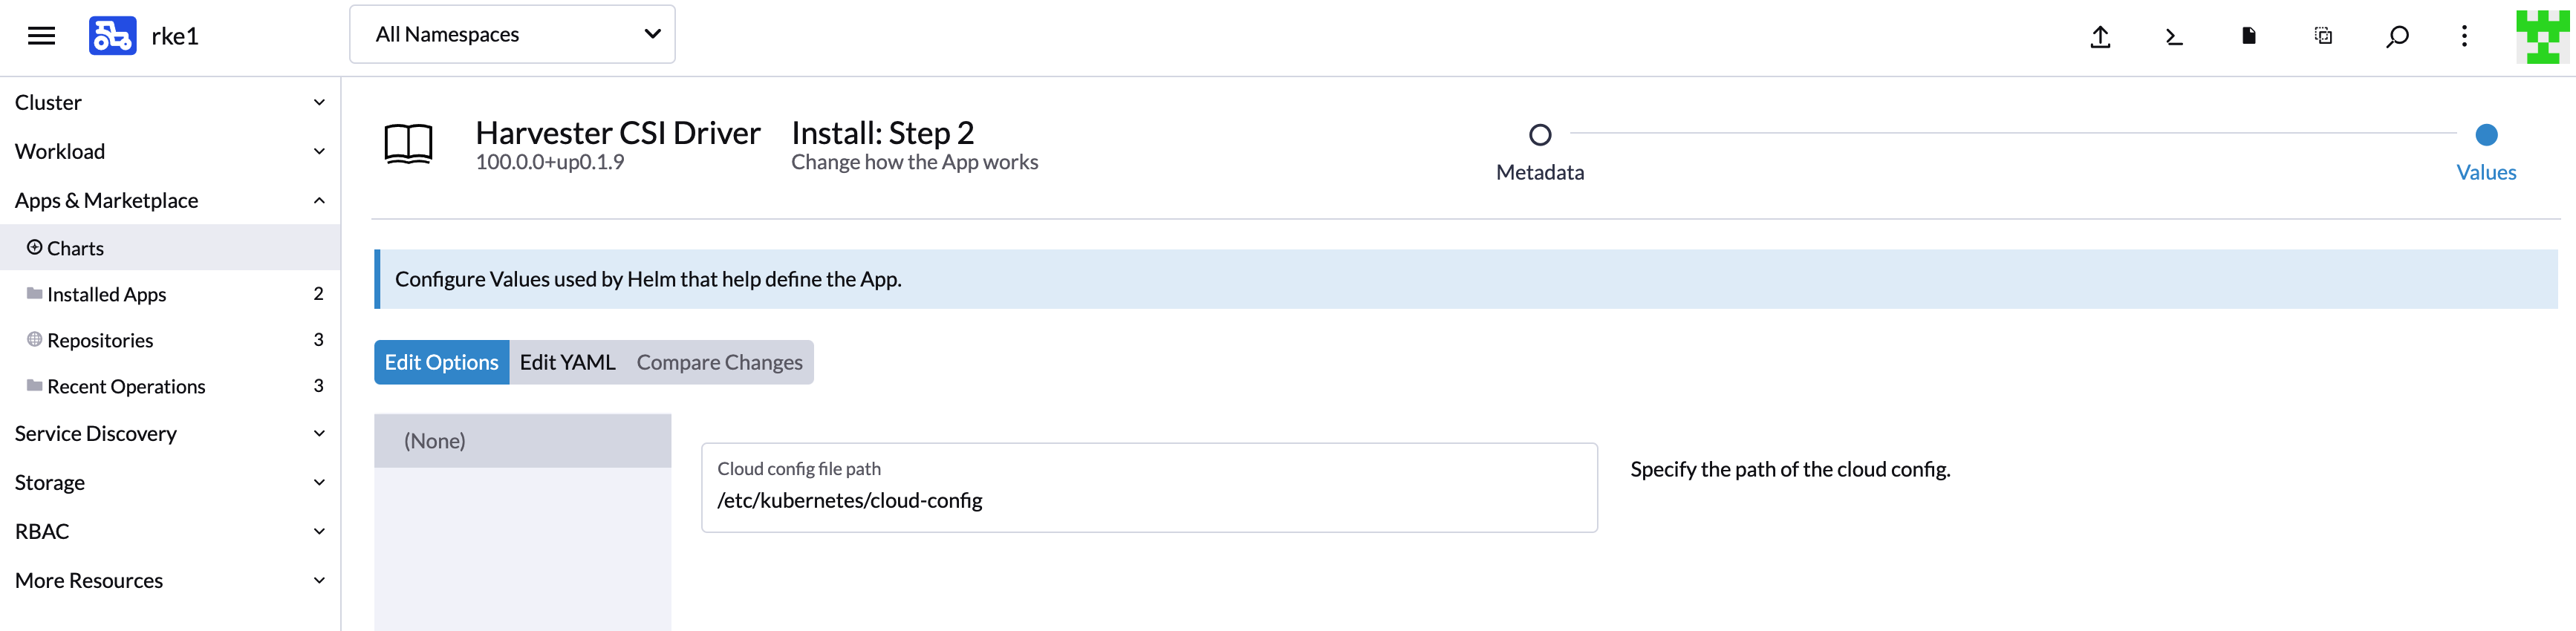 rke1
All Namespaces
Cluster
Workload
Apps & Marketplace
Charts
Installed Apps 2
Repositories 3
Recent Operations 3
Service Discovery
Storage
RBAC
More Resources
Harvester CSI Driver
100.0.0+up0.1.9
Install: Step 2
Change how the App works
Metadata
Values
Configure Values used by Helm that help define the App.
Edit Options Edit YAML Compare Changes
(None)
Cloud config file path
/etc/kubernetes/cloud-config
Specify the path of the cloud config.